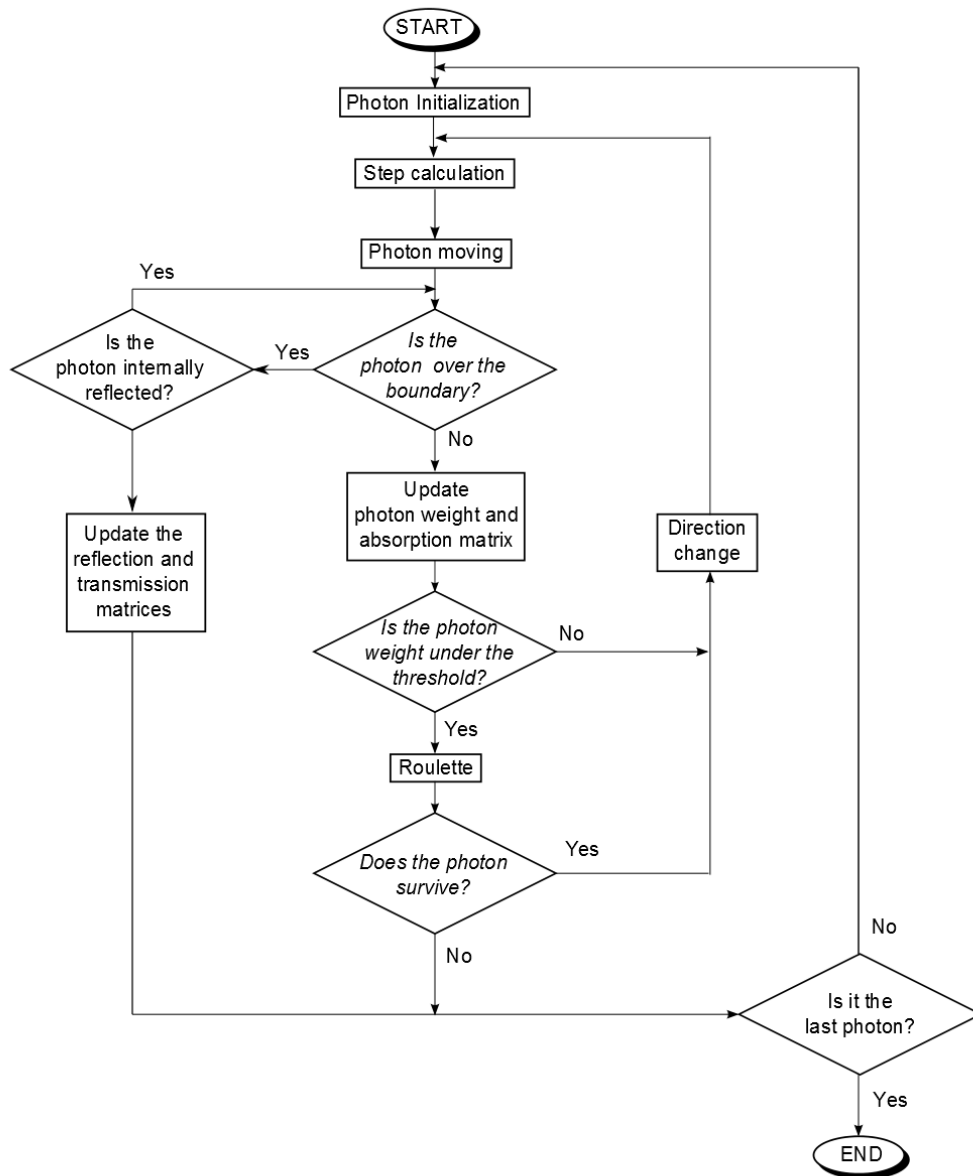 START
Photon Initialization
Step calculation
Photon moving
Yes
Is the
photon internally
reflected?
Yes
Is the
photon over the
boundary?
No
Update
photon weight and
absorption matrix
Direction
change
Update the
reflection and
transmission
matrices
Is the photon
weight under the
threshold?
No
Yes
Roulette
Does the photon
survive?
Yes
No
No
Is it the
last photon?
Yes
END